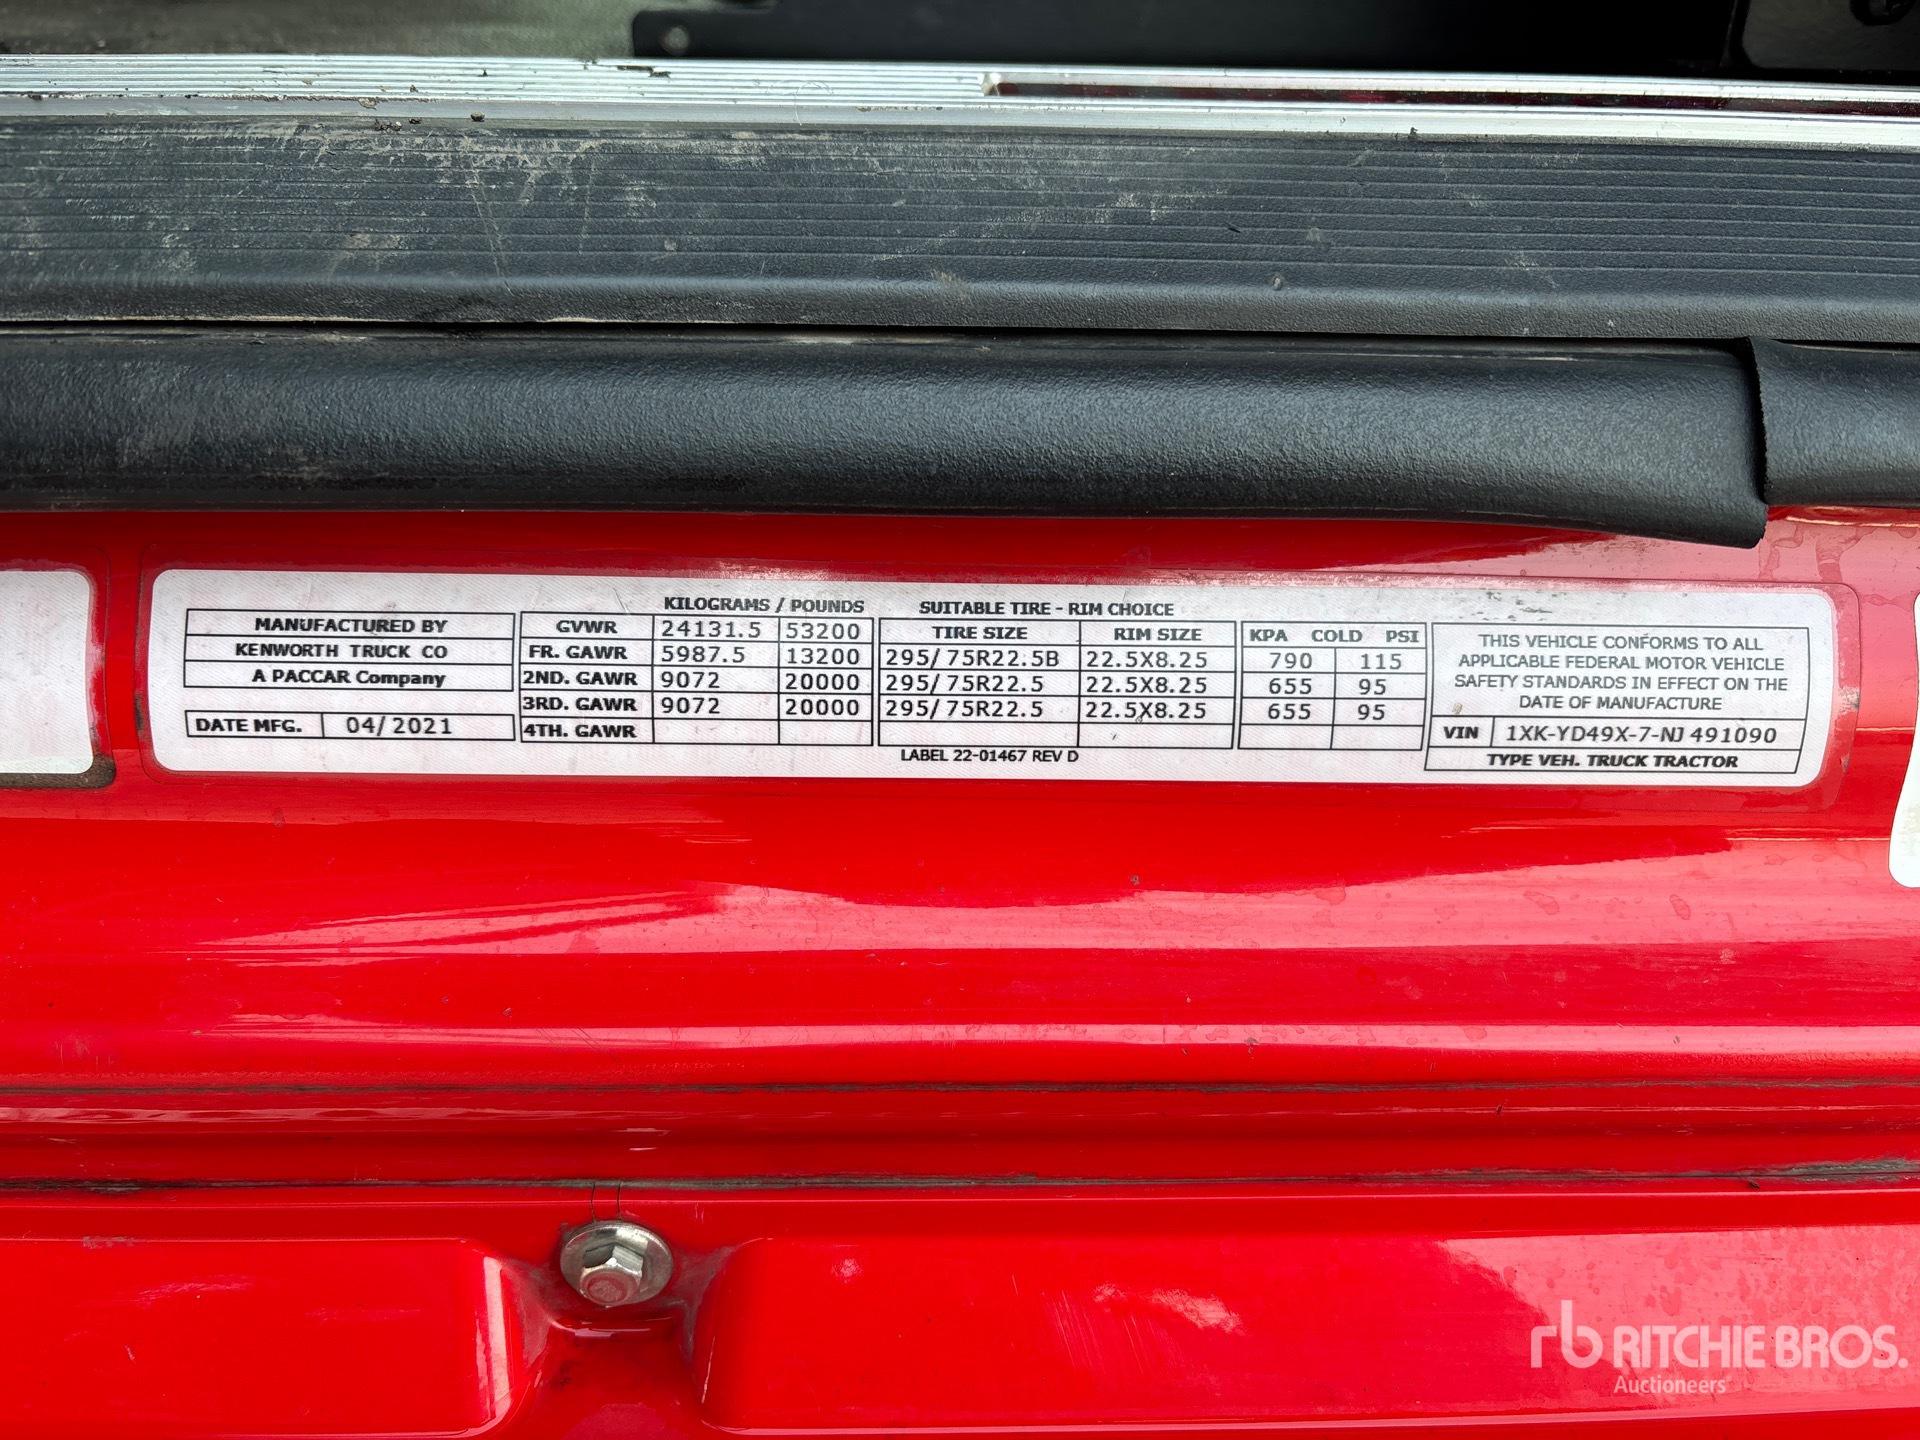 MANUFACTURED BY
KENWORTH TRUCK CO
A PACCAR Company
DATE MFG. 04/2021
KILOGRAMS / POUNDS
GVWR 24131.5 53200
FR. GAWR 5987.5 13200
2ND. GAWR 9072 20000
3RD. GAWR 9072 20000
4TH. GAWR
SUITABLE TIRE - RIM CHOICE
TIRE SIZE RIM SIZE
295/75R22.5B 22.5X8.25
295/75R22.5 22.5X8.25
295/75R22.5 22.5X8.25
KPA COLD PSI
790 115
655 95
655 95
LABEL 22-01467 REV D
THIS VEHICLE CONFORMS TO ALL
APPLICABLE FEDERAL MOTOR VEHICLE
SAFETY STANDARDS IN EFFECT ON THE
DATE OF MANUFACTURE
VIN 1XK-YD49X-7-NJ 491090
TYPE VEH. TRUCK TRACTOR
rb RITCHIE BROS.
Auctioneers